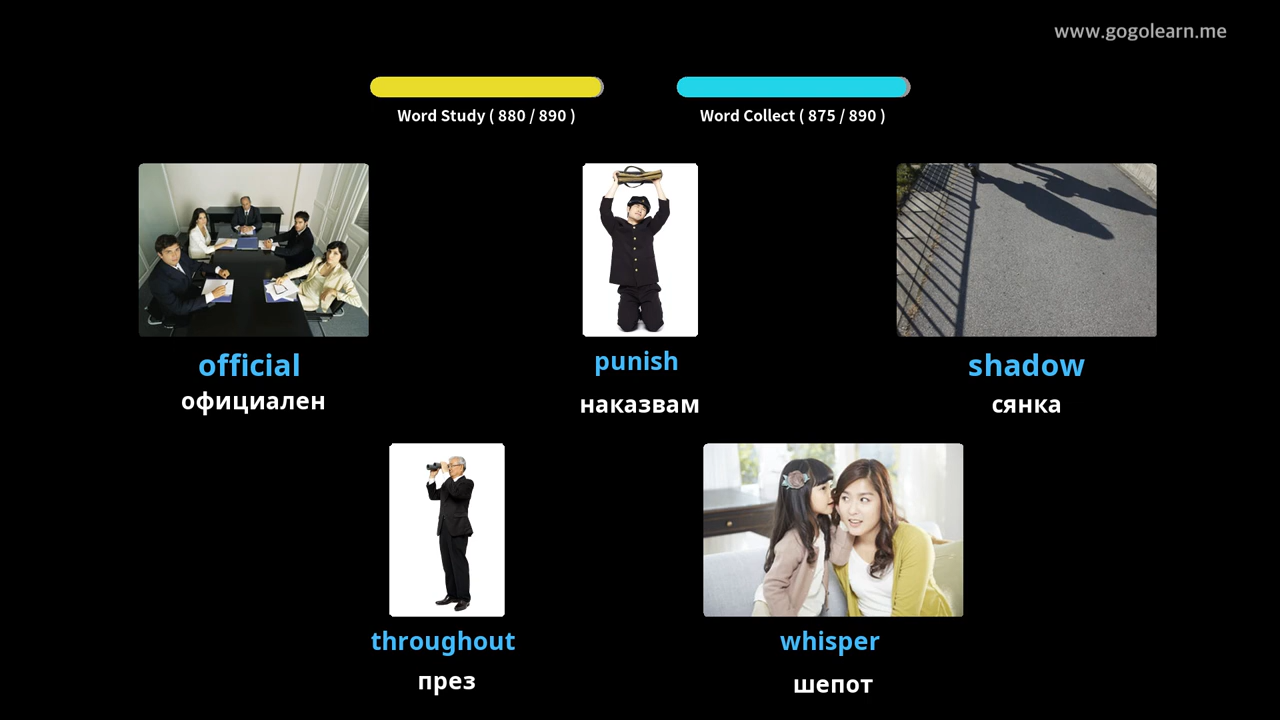 www.gogolearn.me
Word Study ( 880 / 890 )
Word Collect ( 875 / 890 )
official
официален
punish
наказвам
shadow
сянка
throughout
през
whisper
шепот